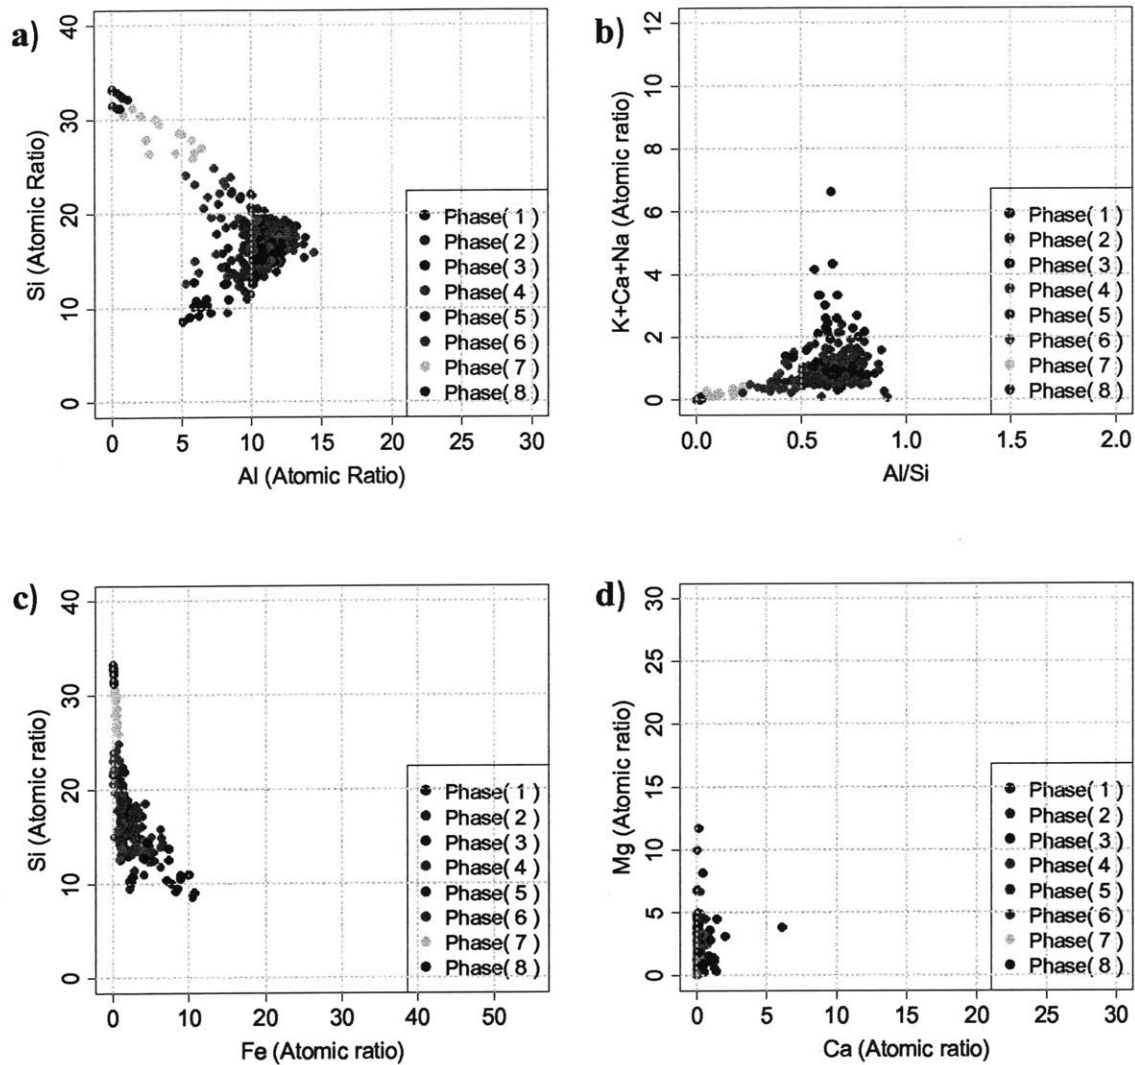 a)
Si (Atomic Ratio)
40
30
20
10
0
Phase( 1 )
Phase( 2 )
Phase( 3 )
Phase( 4 )
Phase( 5 )
Phase( 6 )
Phase( 7 )
Phase( 8 )
0 5 10 15 20 25 30
Al (Atomic Ratio)
b)
K+Ca+Na (Atomic ratio)
12
10
8
6
4
2
0
Phase( 1 )
Phase( 2 )
Phase( 3 )
Phase( 4 )
Phase( 5 )
Phase( 6 )
Phase( 7 )
Phase( 8 )
0.0 0.5 1.0 1.5 2.0
Al/Si
c)
Si (Atomic ratio)
40
30
20
10
0
Phase( 1 )
Phase( 2 )
Phase( 3 )
Phase( 4 )
Phase( 5 )
Phase( 6 )
Phase( 7 )
Phase( 8 )
0 10 20 30 40 50
Fe (Atomic ratio)
d)
Mg (Atomic ratio)
30
25
20
15
10
5
0
Phase( 1 )
Phase( 2 )
Phase( 3 )
Phase( 4 )
Phase( 5 )
Phase( 6 )
Phase( 7 )
Phase( 8 )
0 5 10 15 20 25 30
Ca (Atomic ratio)